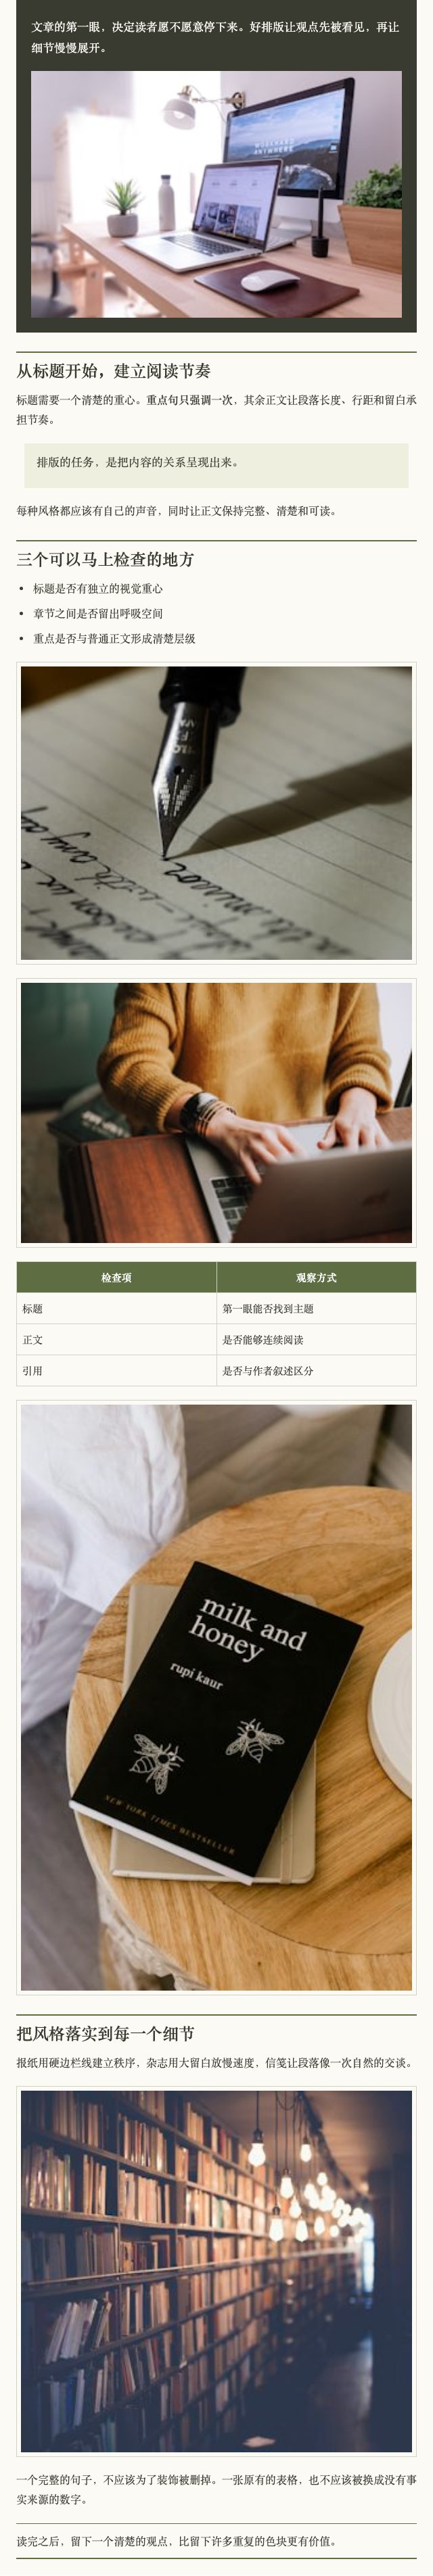 文章的第一眼，决定读者愿不愿意停下来。好排版让观点先被看见，再让
细节慢慢展开。
WORKHARD
ANYWHERE
从标题开始，建立阅读节奏
标题需要一个清楚的重心。重点句只强调一次，其余正文让段落长度、行距和留白承
担节奏。
排版的任务，是把内容的关系呈现出来。
每种风格都应该有自己的声音，同时让正文保持完整、清楚和可读。
三个可以马上检查的地方
• 标题是否有独立的视觉重心
• 章节之间是否留出呼吸空间
• 重点是否与普通正文形成清楚层级
检查项 观察方式
标题 第一眼能否找到主题
正文 是否能够连续阅读
引用 是否与作者叙述区分
milk and
honey
rupi kaur
NEW YORK TIMES BESTSELLER
把风格落实到每一个细节
报纸用硬边栏线建立秩序，杂志用大留白放慢速度，信笺让段落像一次自然的交谈。
一个完整的句子，不应该为了装饰被删掉。一张原有的表格，也不应该被换成没有事
实来源的数字。
读完之后，留下一个清楚的观点，比留下许多重复的色块更有价值。